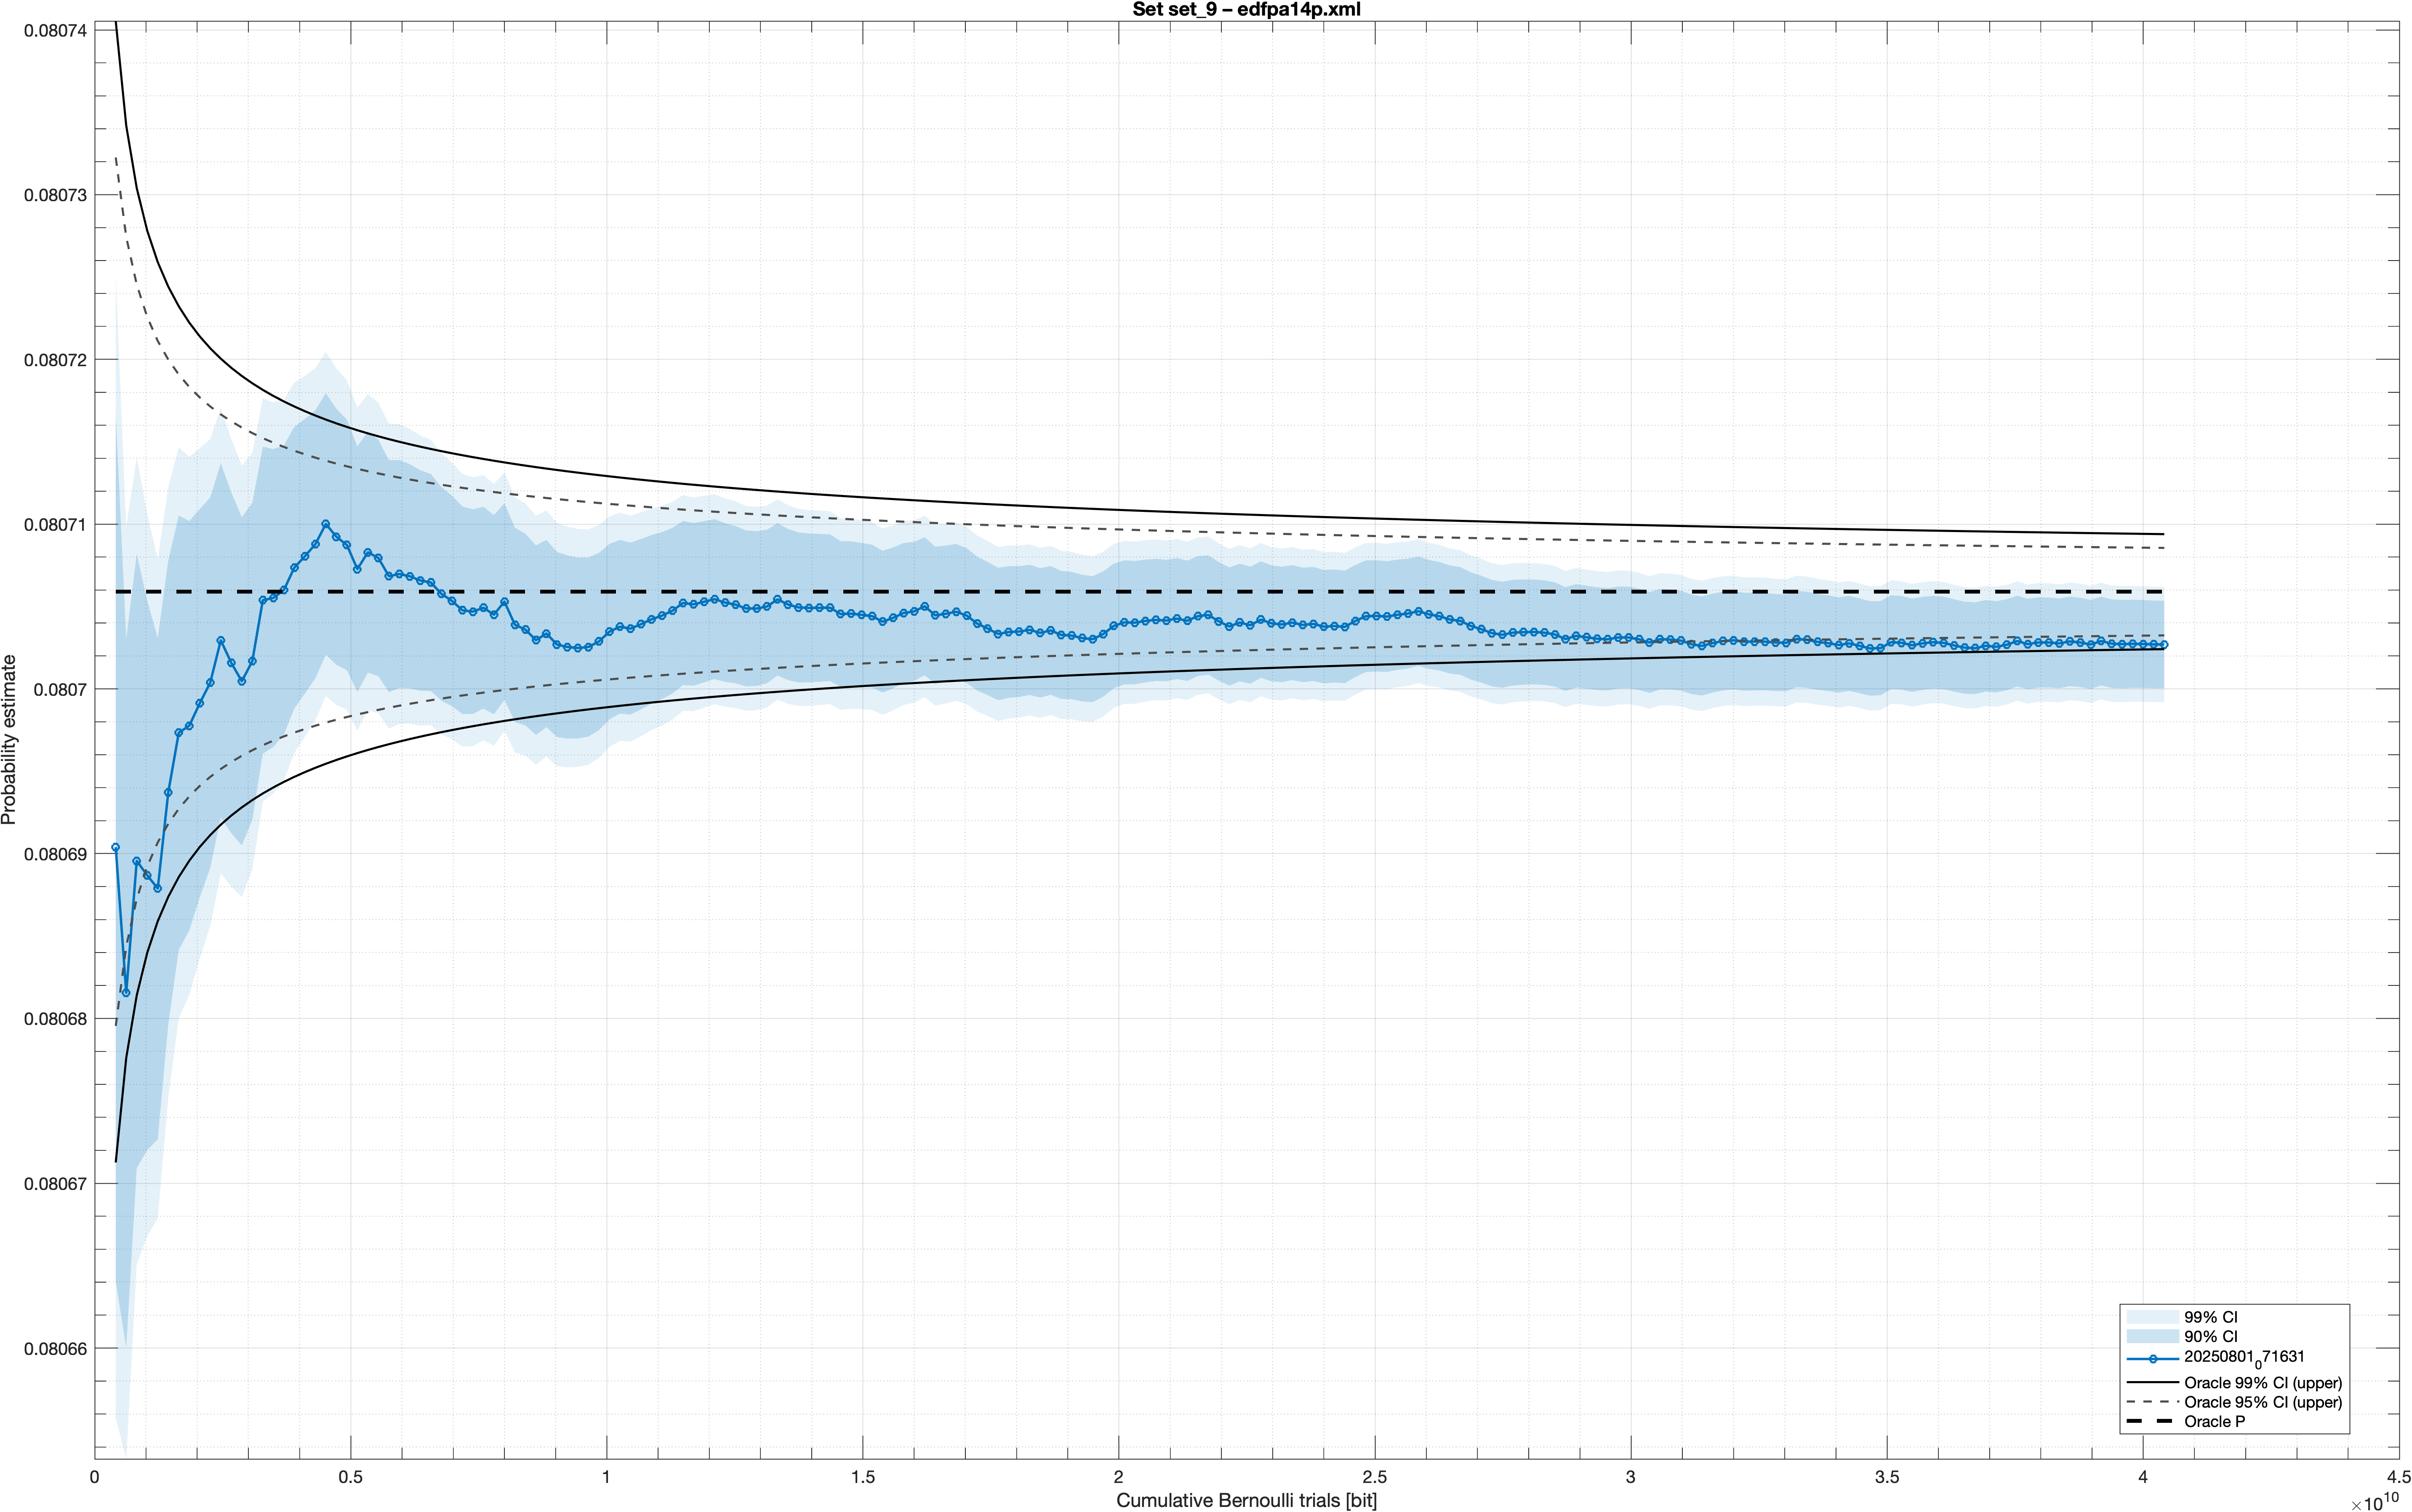 Set set_9 – edfpa14p.xml
0.08074
0.08073
0.08072
0.08071
0.0807
0.08069
0.08068
0.08067
0.08066
Probability estimate
0
0.5
1
1.5
2
2.5
3
3.5
4
4.5
×10^10
Cumulative Bernoulli trials [bit]
99% CI
90% CI
20250801_071631
Oracle 99% CI (upper)
Oracle 95% CI (upper)
Oracle P